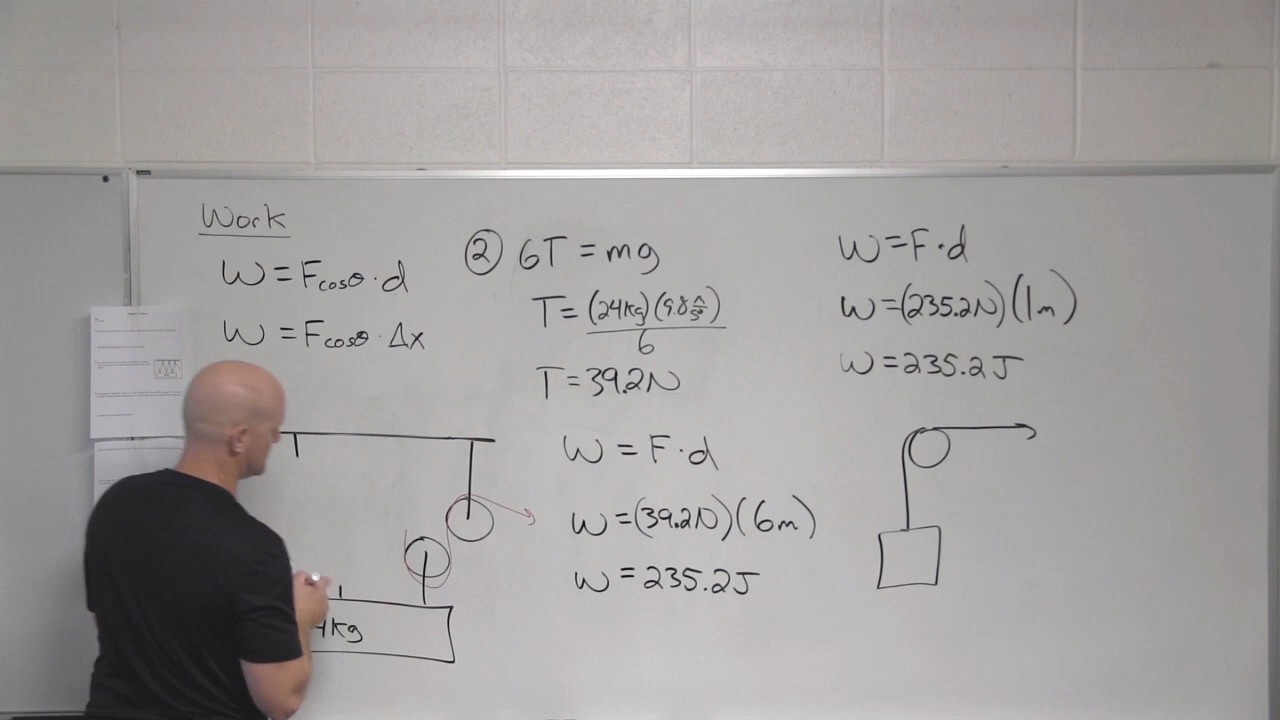 Work
W = Fcosθ · d
W = Fcosθ · Δx
② 6T = mg
T = (24kg)(9.8 m/s²)
6
T = 39.2N
W = F · d
W = (39.2N)(6m)
W = 235.2J
W = F · d
W = (235.2N)(1m)
W = 235.2J
4kg